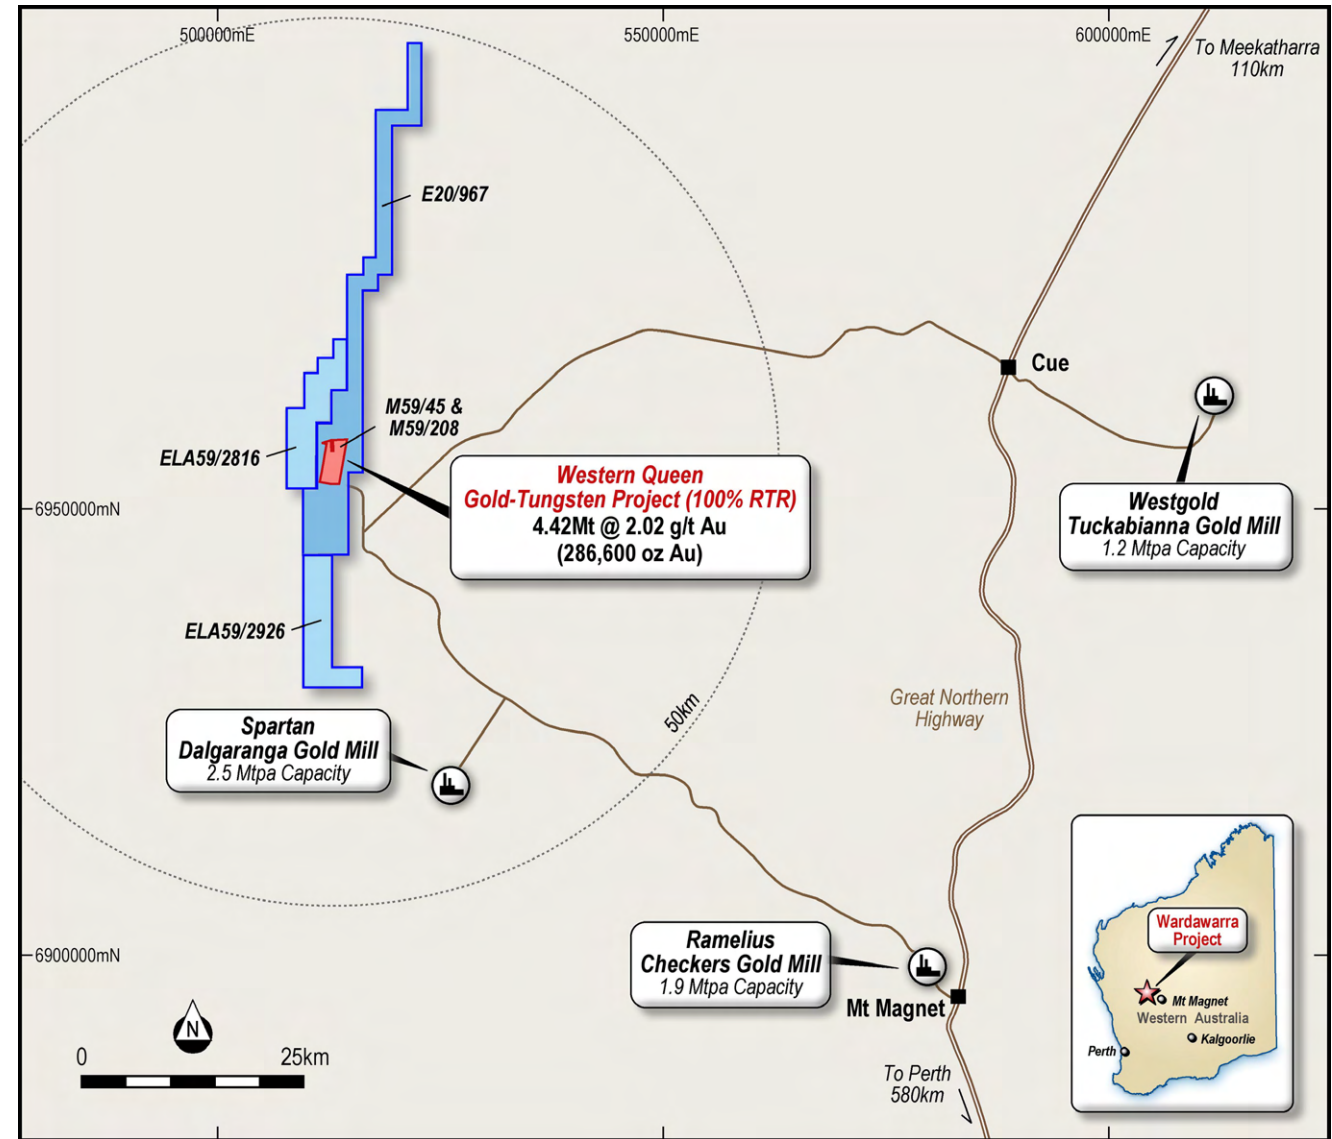 500000mE
550000mE
600000mE
To Meekatharra
110km
E20/967
M59/45 &
M59/208
ELA59/2816
Cue
Western Queen
Gold-Tungsten Project (100% RTR)
4.42Mt @ 2.02 g/t Au
(286,600 oz Au)
Westgold
Tuckabianna Gold Mill
1.2 Mtpa Capacity
6950000mN
ELA59/2926
50km
Great Northern
Highway
Spartan
Dalgaranga Gold Mill
2.5 Mtpa Capacity
6900000mN
Ramelius
Checkers Gold Mill
1.9 Mtpa Capacity
Mt Magnet
To Perth
580km
N
0
25km
Wardawarra
Project
Mt Magnet
Western Australia
Kalgoorlie
Perth